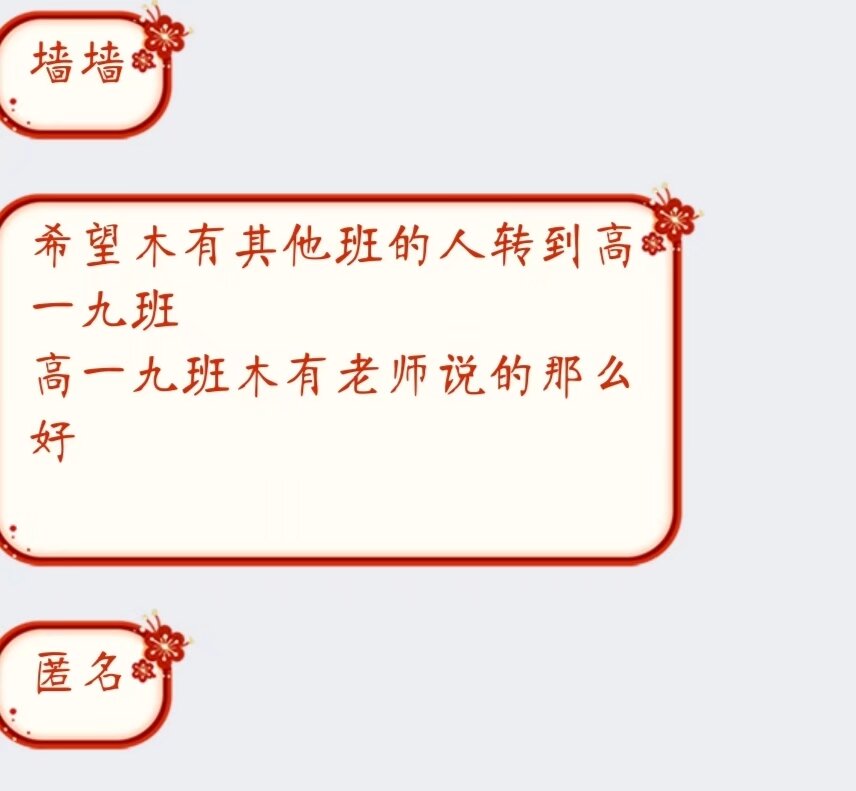 墙墙
希望木有其他班的人转到高
一九班
高一九班木有老师说的那么
好
匿名